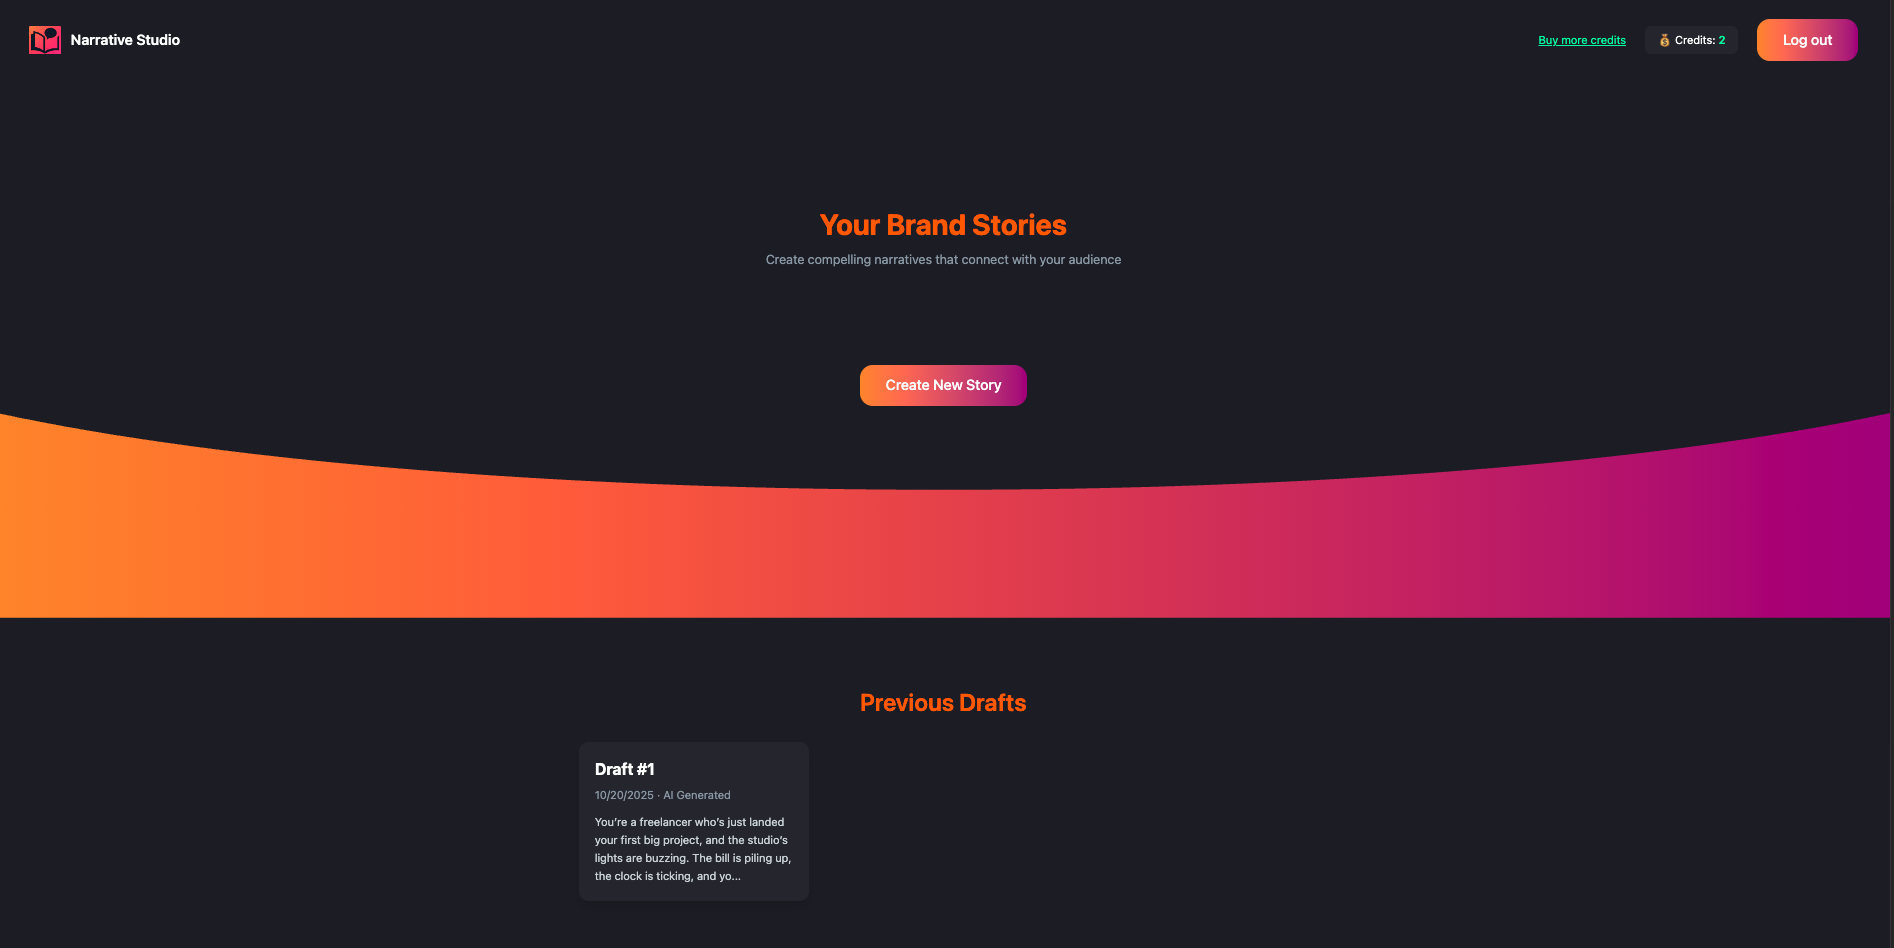 Narrative Studio
Buy more credits
💰 Credits: 2
Log out
Your Brand Stories
Create compelling narratives that connect with your audience
Create New Story
Previous Drafts
Draft #1
10/20/2025 · AI Generated
You’re a freelancer who’s just landed
your first big project, and the studio’s
lights are buzzing. The bill is piling up,
the clock is ticking, and yo...